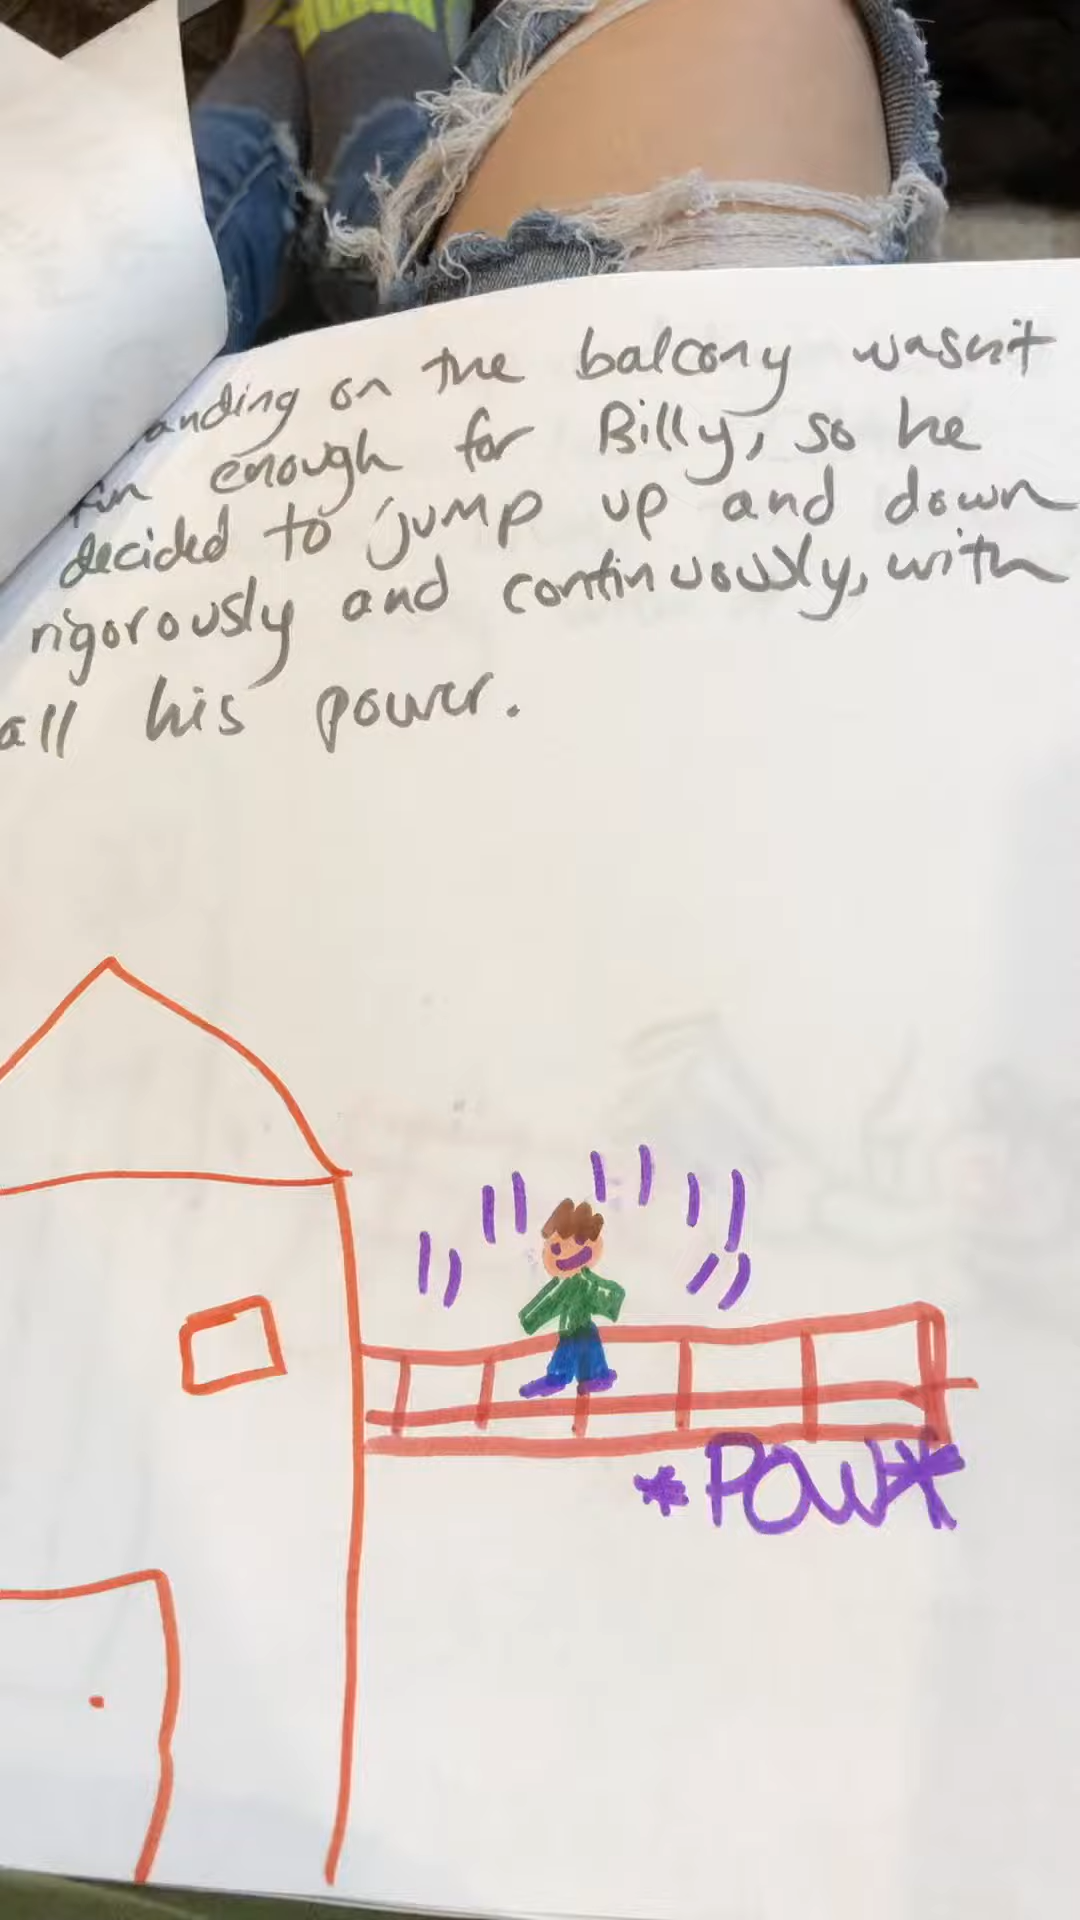 anding on the balcony wasn't
fun enough for Billy, so he
decided to jump up and down
rigorously and continuously, with
all his power.
*POW*